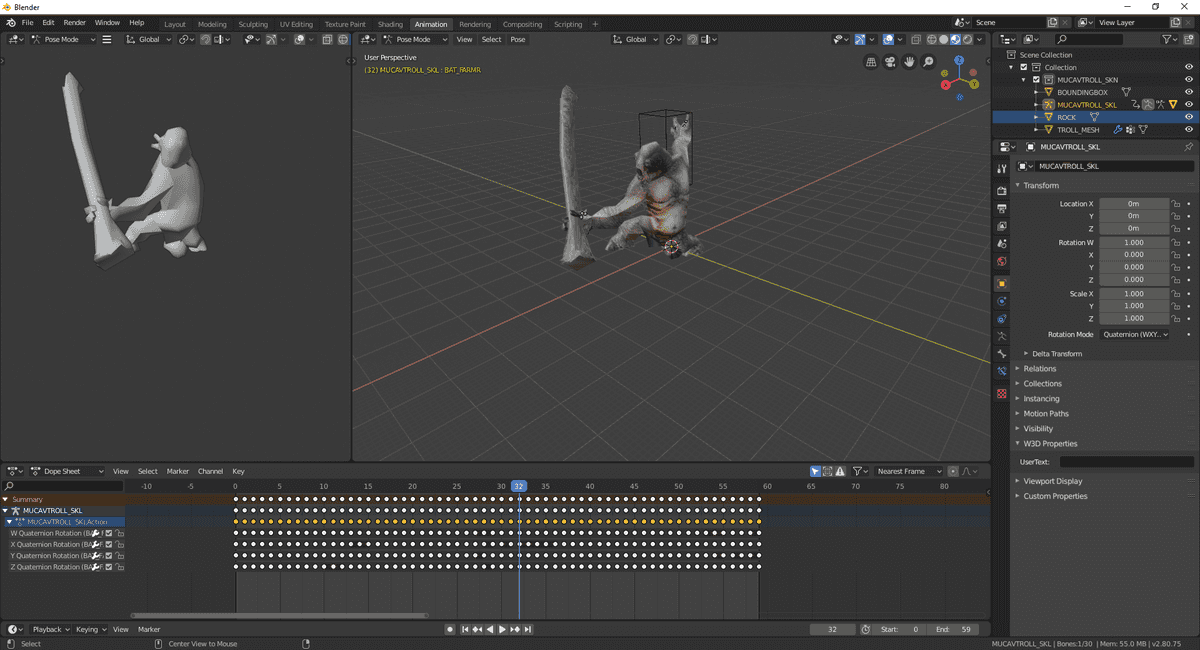 Blender
File Edit Render Window Help Layout Modeling Sculpting UV Editing Texture Paint Shading Animation Rendering Compositing Scripting + Scene View Layer
Pose Mode Global Pose Mode View Select Pose Global
User Perspective
(32) MUCAVTROLL_SKL : BAT_FARMR
Z
Y
X
Scene Collection
Collection
MUCAVTROLL_SKN
BOUNDINGBOX
MUCAVTROLL_SKL
ROCK
TROLL_MESH
MUCAVTROLL_SKL
MUCAVTROLL_SKL
Transform
Location X 0m
Y 0m
Z 0m
Rotation W 1.000
X 0.000
Y 0.000
Z 0.000
Scale X 1.000
Y 1.000
Z 1.000
Rotation Mode Quaternion (WXY...
Delta Transform
Relations
Collections
Instancing
Motion Paths
Visibility
W3D Properties
UserText:
Viewport Display
Custom Properties
Dope Sheet View Select Marker Channel Key Nearest Frame
-10 -5 0 5 10 15 20 25 30 32 35 40 45 50 55 60 65 70 75 80
Summary
MUCAVTROLL_SKL
MUCAVTROLL_SKLAction
W Quaternion Rotation (BA
X Quaternion Rotation (BA
Y Quaternion Rotation (BA
Z Quaternion Rotation (BA
Playback Keying View Marker 32 Start: 0 End: 59
Select Center View to Mouse MUCAVTROLL_SKL | Bones:1/30 | Mem: 55.0 MB | v2.80.75